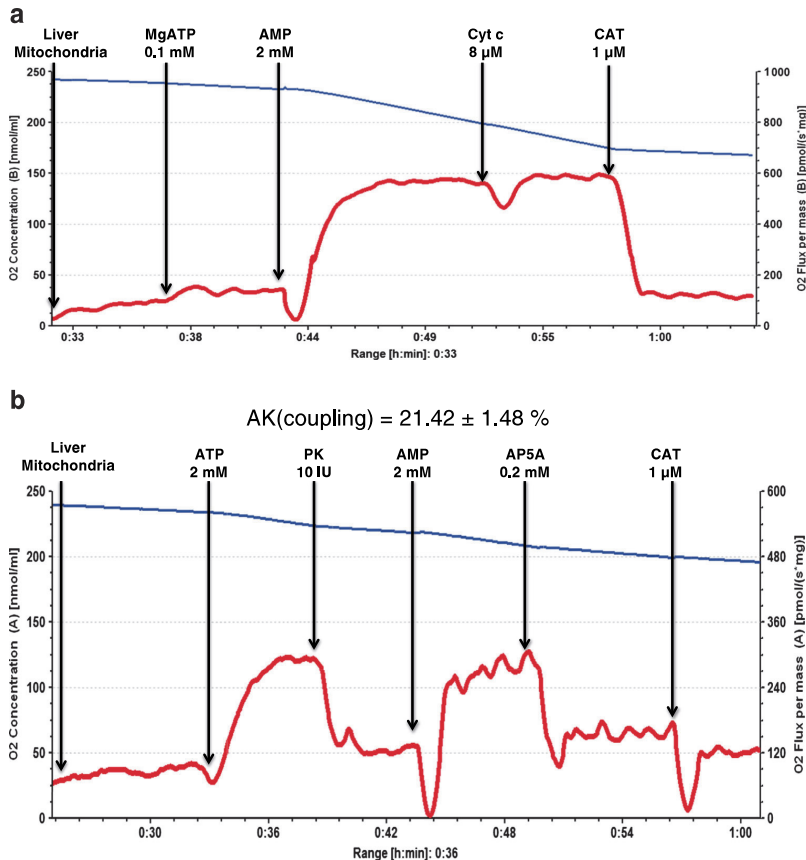 a
Liver
Mitochondria
MgATP
0.1 mM
AMP
2 mM
Cyt c
8 µM
CAT
1 µM
O2 Concentration (B) [nmol/ml]
250
200
150
100
50
0
1000
800
600
400
200
0
O2 Flux per mass (B) [pmol/(s*mg)]
0:33
0:38
0:44
0:49
0:55
1:00
Range [h:min]: 0:33
b
AK(coupling) = 21.42 ± 1.48 %
Liver
Mitochondria
ATP
2 mM
PK
10 IU
AMP
2 mM
AP5A
0.2 mM
CAT
1 µM
O2 Concentration (A) [nmol/ml]
250
200
150
100
50
0
600
480
360
240
120
0
O2 Flux per mass (A) [pmol/(s*mg)]
0:30
0:36
0:42
0:48
0:54
1:00
Range [h:min]: 0:36